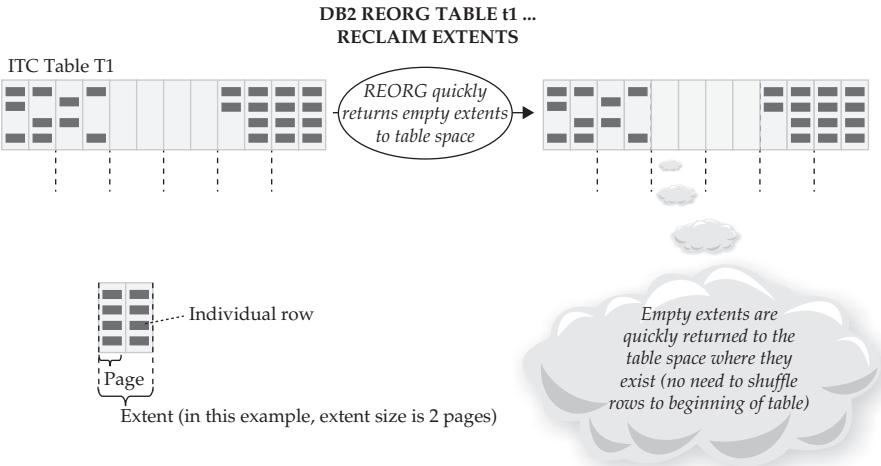 DB2 REORG TABLE t1 ...
RECLAIM EXTENTS
ITC Table T1
REORG quickly
returns empty extents
to table space
Individual row
Page
Extent (in this example, extent size is 2 pages)
Empty extents are
quickly returned to the
table space where they
exist (no need to shuffle
rows to beginning of table)